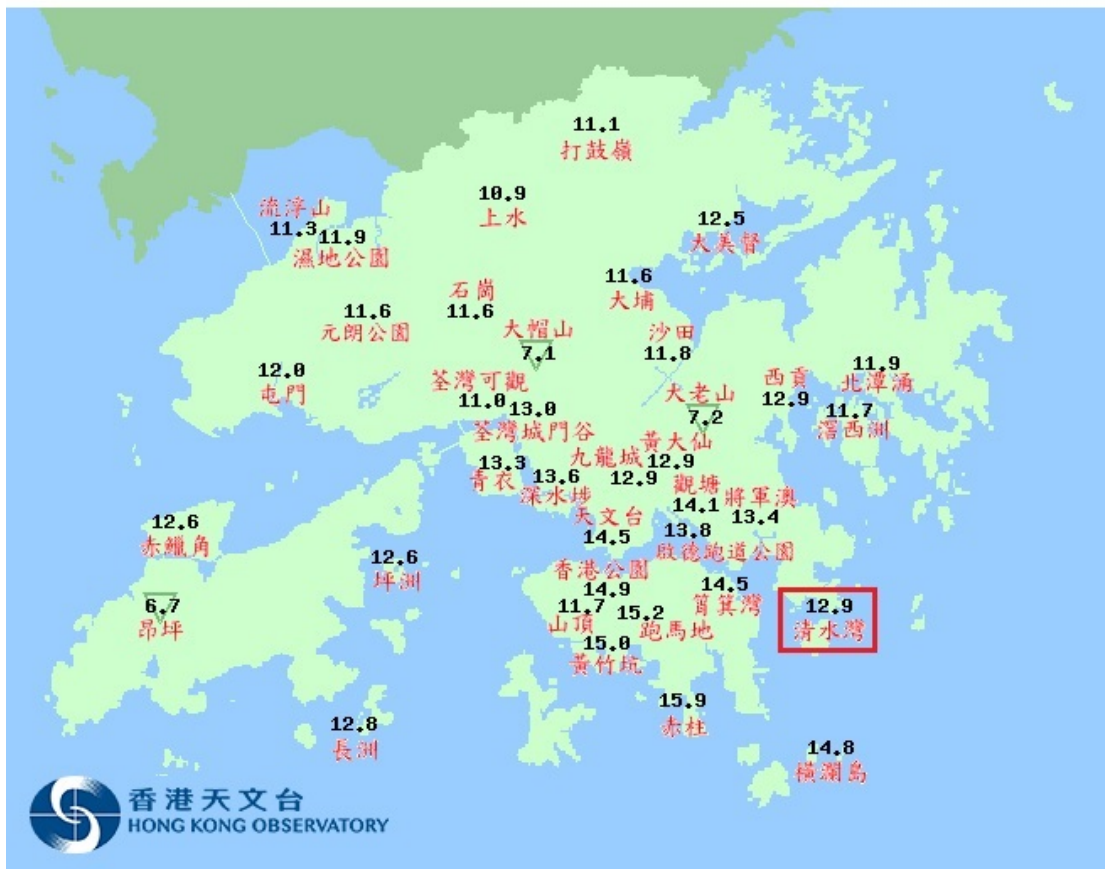 11.1
打鼓嶺
10.9
上水
流浮山
11.3
11.9
濕地公園
12.5
大美督
11.6
大埔
石崗
11.6
11.6
元朗公園
大帽山
7.1
沙田
11.8
12.0
屯門
荃灣可觀
11.0
13.0
荃灣城門谷
大老山
7.2
西貢
12.9
11.9
北潭涌
11.7
滘西洲
黃大仙
12.9
九龍城
12.9
13.3
青衣
13.6
深水埗
觀塘
14.1
將軍澳
13.4
天文台
14.5
13.8
啟德跑道公園
12.6
赤鱲角
12.6
坪洲
香港公園
14.9
14.5
筲箕灣
6.7
昂坪
11.7
山頂
15.2
跑馬地
12.9
清水灣
15.0
黃竹坑
15.9
赤柱
12.8
長洲
14.8
橫瀾島
香港天文台
HONG KONG OBSERVATORY